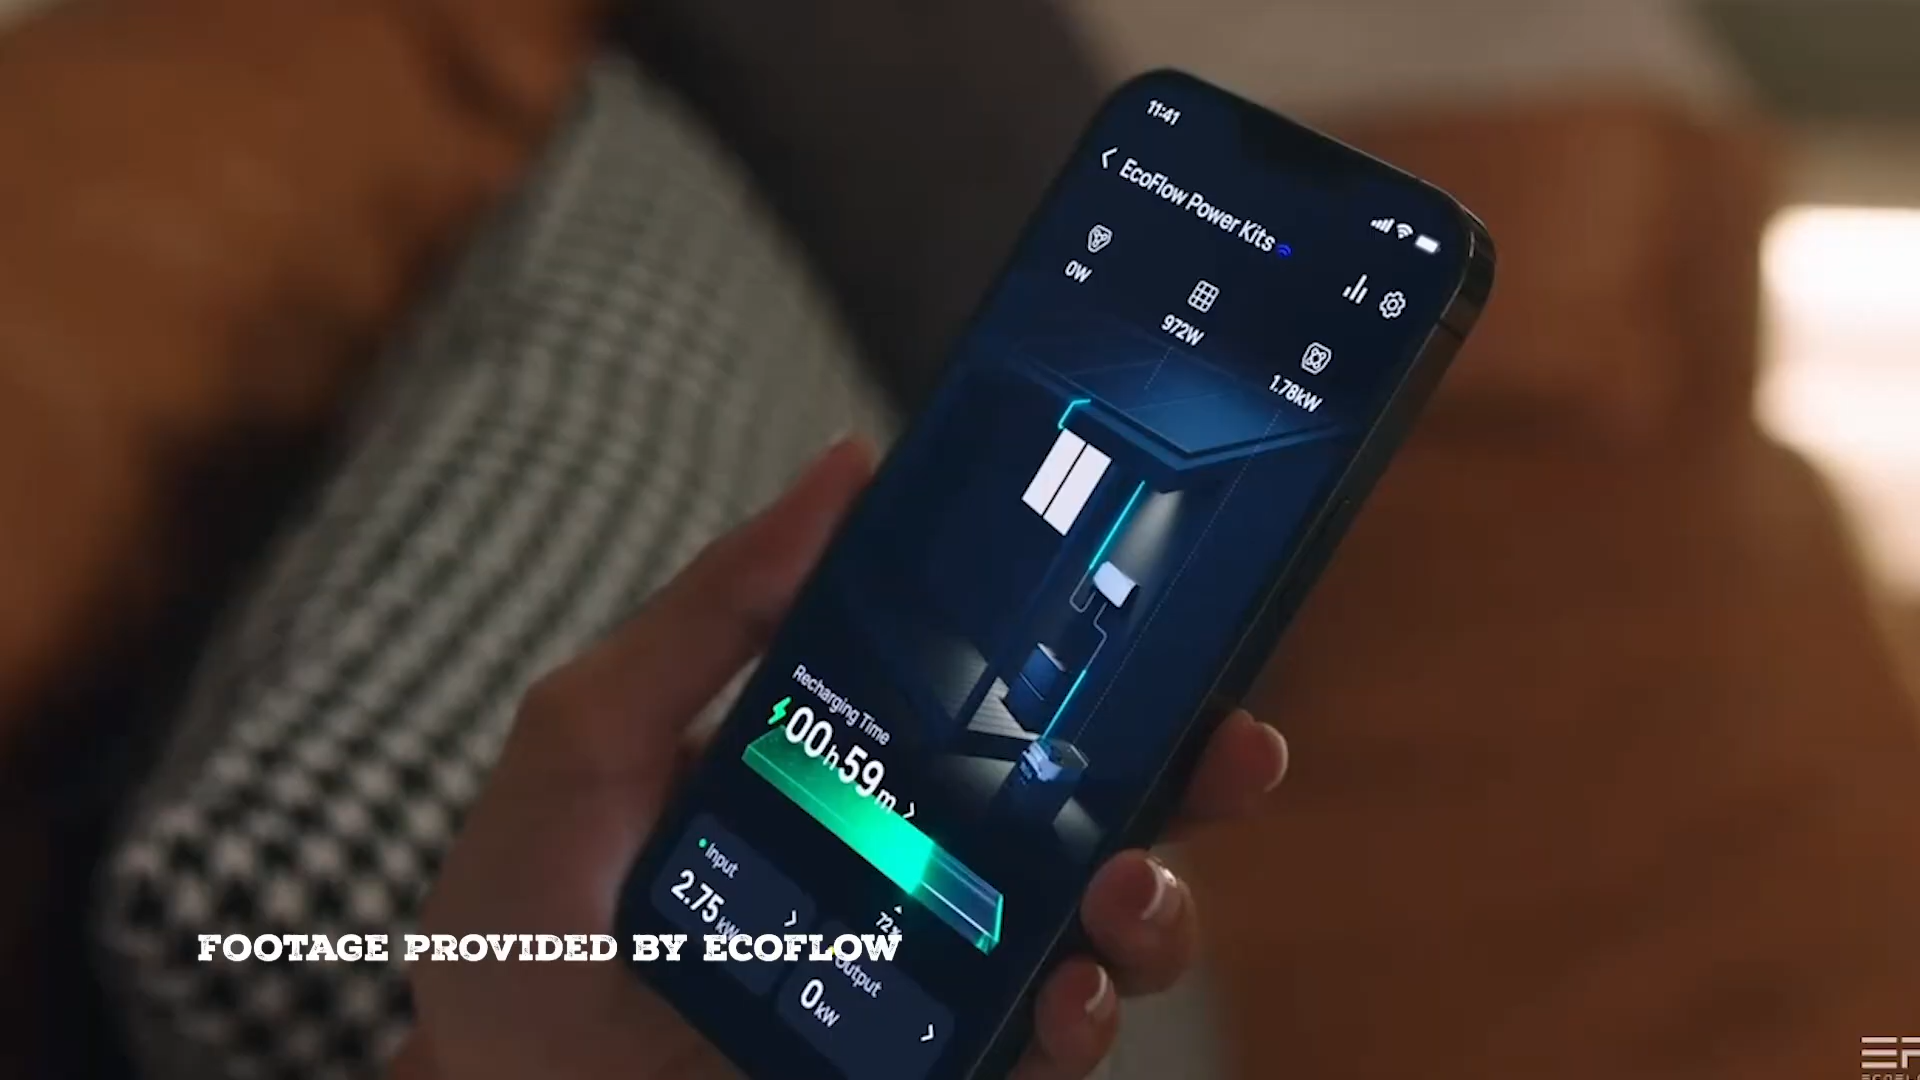 11:41
EcoFlow Power Kits
0W
972W
1.78kW
Recharging Time
00h59m
Input
2.75kW
72%
Output
0kW
FOOTAGE PROVIDED BY ECOFLOW